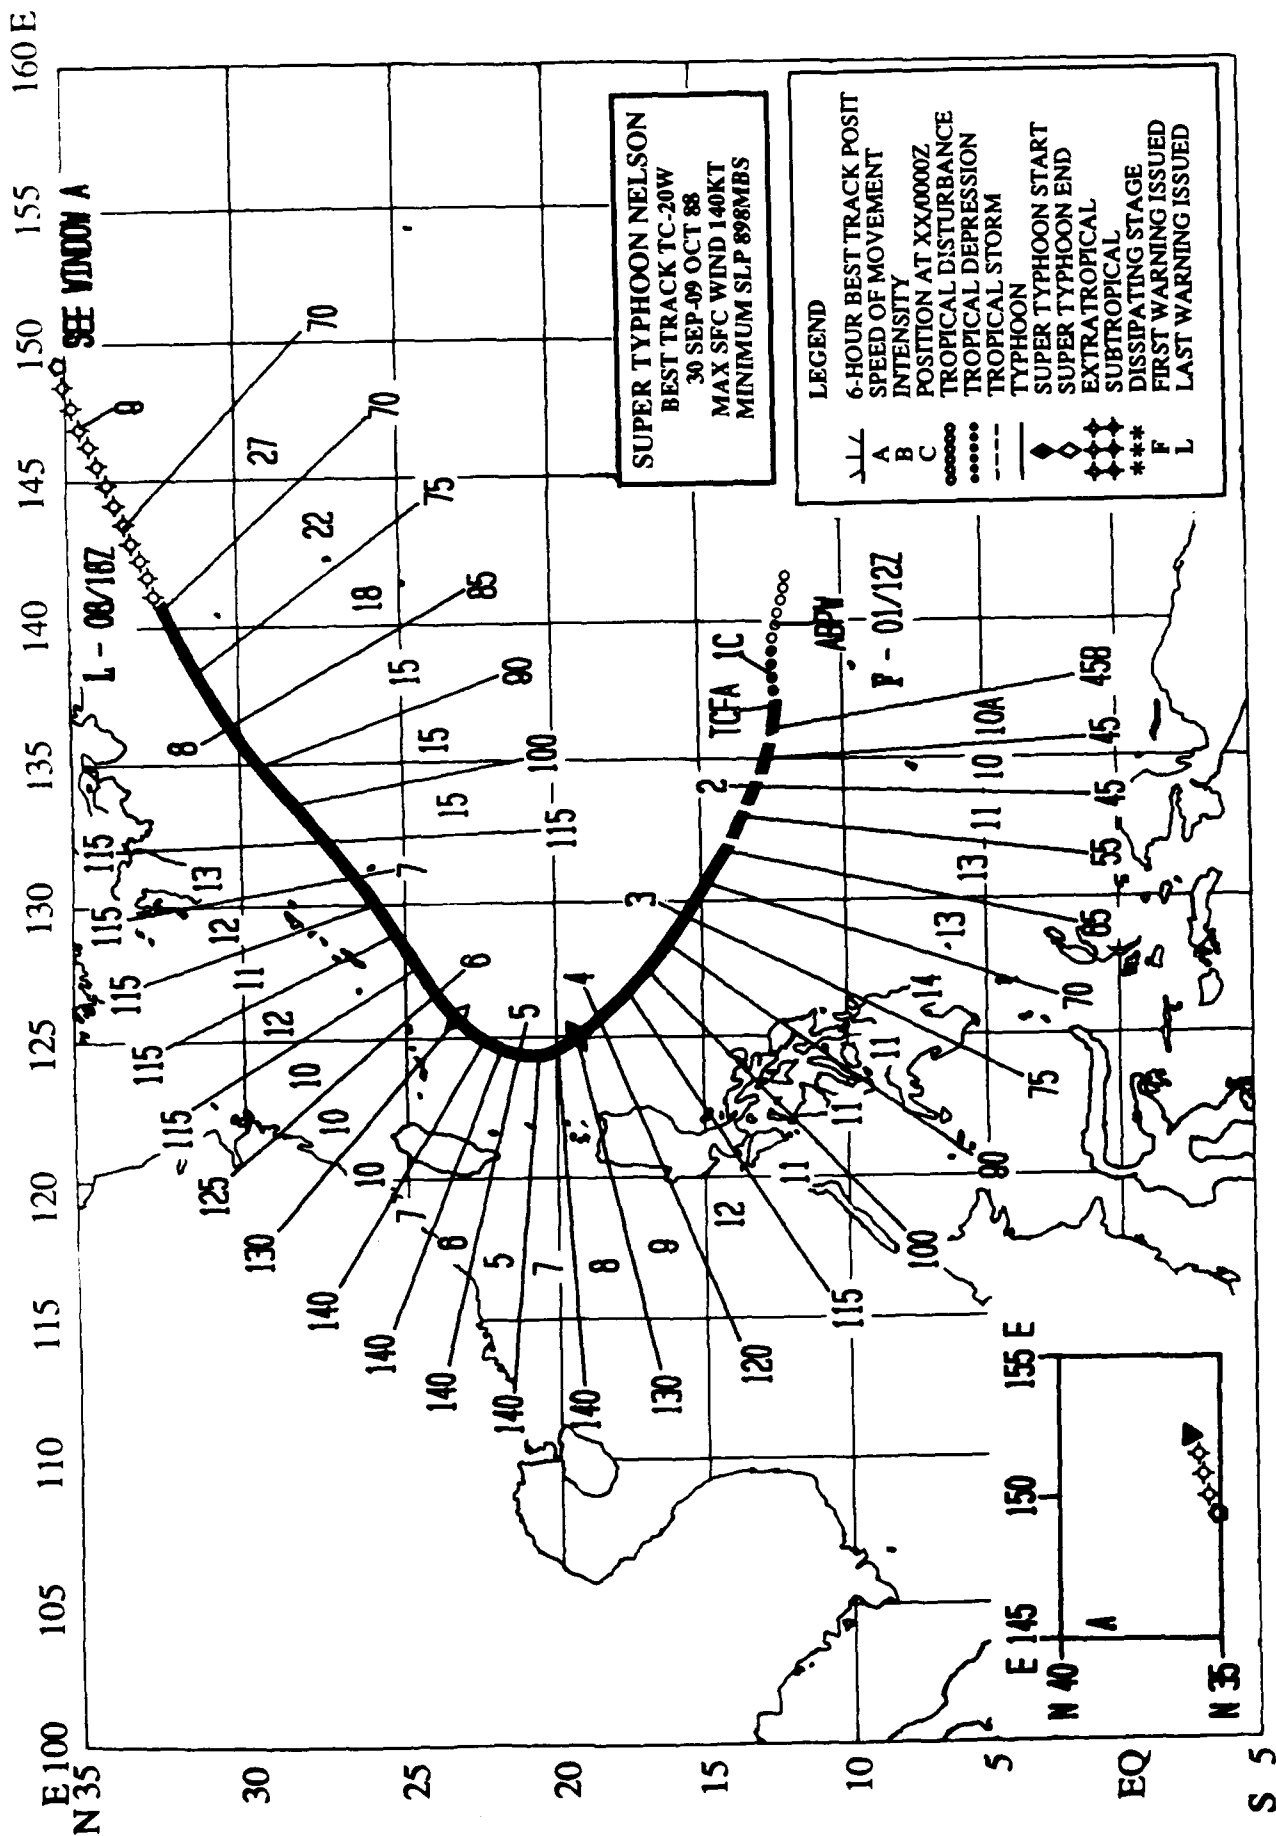 E 100 105 110 115 120 125 130 135 140 145 150 155 160 E
N 35
30
25
20
15
10
5
EQ
S 5
SEE WINDOW A
L - 08/18Z
SUPER TYPHOON NELSON
BEST TRACK TC-20W
30 SEP-09 OCT 88
MAX SFC WIND 140KT
MINIMUM SLP 898MBS
LEGEND
6-HOUR BEST TRACK POSIT
A SPEED OF MOVEMENT
B INTENSITY
C POSITION AT XX/0000Z
TROPICAL DISTURBANCE
TROPICAL DEPRESSION
TROPICAL STORM
TYPHOON
SUPER TYPHOON START
SUPER TYPHOON END
EXTRATROPICAL
SUBTROPICAL
*** DISSIPATING STAGE
F FIRST WARNING ISSUED
L LAST WARNING ISSUED
TCFA 1C
ABPW
F - 01/12Z
2
3
4
5
6
7
8
9
45B
45
45
55
65
70
75
90
100
115
120
130
140
140
140
140
140
130
125
115
115
115
115
115
115
100
90
85
75
70
70
10A
10
11
13
13
14
11
11
11
12
9
8
7
5
8
7
10
10
10
12
11
12
13
15
15
15
18
22
27
E 145 150 155 E
N 40
N 35
A